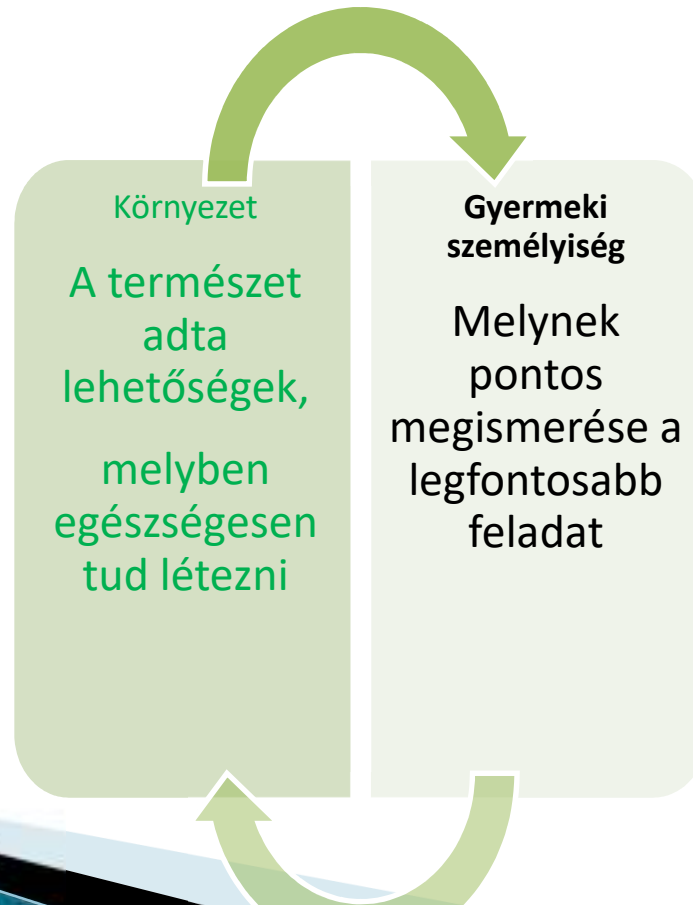 Környezet
A természet
adta
lehetőségek,
melyben
egészségesen
tud létezni
Gyermeki
személyiség
Melynek
pontos
megismerése a
legfontosabb
feladat